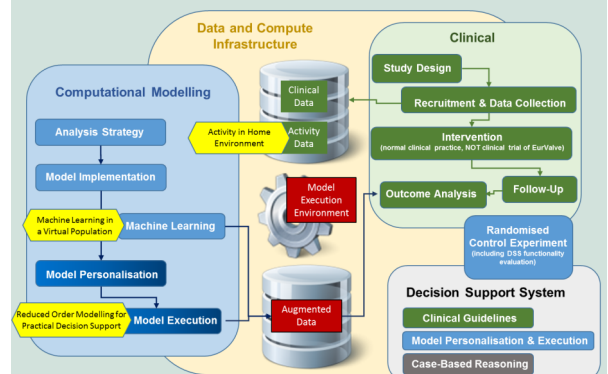 Data and Compute
Infrastructure
Clinical
Study Design
Computational Modelling
Clinical
Data
Recruitment & Data Collection
Analysis Strategy
Activity in Home
Environment
Activity
Data
Intervention
(normal clinical practice, NOT clinical trial of EurValve)
Model Implementation
Model
Execution
Environment
Outcome Analysis
Follow-Up
Machine Learning in
a Virtual Population
Machine Learning
Randomised
Control Experiment
(including DSS functionality
evaluation)
Model Personalisation
Decision Support System
Reduced Order Modelling for
Practical Decision Support
Model Execution
Augmented
Data
Clinical Guidelines
Model Personalisation & Execution
Case-Based Reasoning